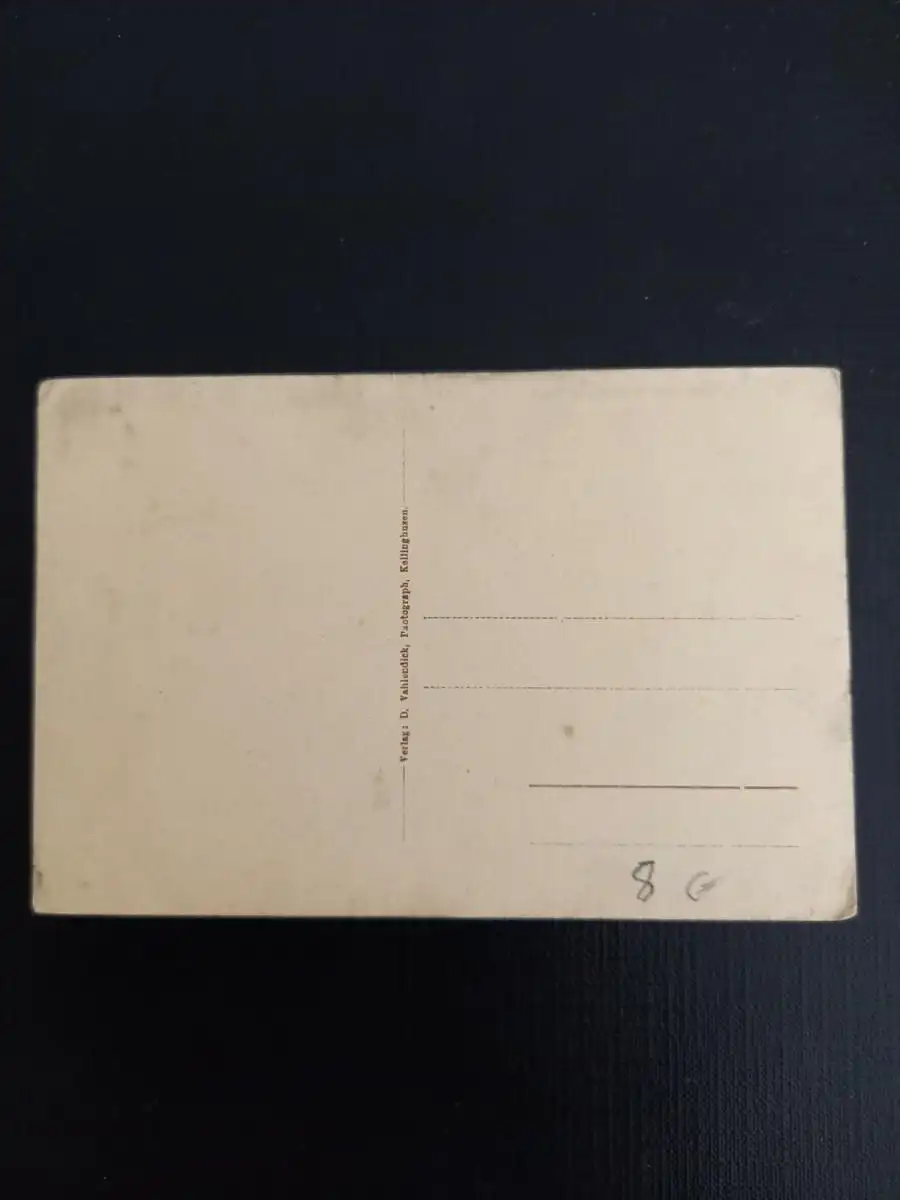 Verlag: D. Vahlendick, Photograph, Kellinghusen.
8 €